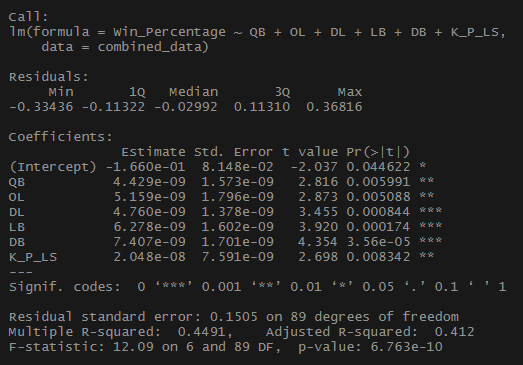 Call:
lm(formula = Win_Percentage ~ QB + OL + DL + LB + DB + K_P_LS,
    data = combined_data)

Residuals:
     Min       1Q   Median       3Q      Max
-0.33436 -0.11322 -0.02992  0.11310  0.36816

Coefficients:
              Estimate Std. Error t value Pr(>|t|)
(Intercept) -1.660e-01  8.148e-02  -2.037 0.044622 *
QB           4.429e-09  1.573e-09   2.816 0.005991 **
OL           5.159e-09  1.796e-09   2.873 0.005088 **
DL           4.760e-09  1.378e-09   3.455 0.000844 ***
LB           6.278e-09  1.602e-09   3.920 0.000174 ***
DB           7.407e-09  1.701e-09   4.354 3.56e-05 ***
K_P_LS       2.048e-08  7.591e-09   2.698 0.008342 **
---
Signif. codes:  0 ‘***’ 0.001 ‘**’ 0.01 ‘*’ 0.05 ‘.’ 0.1 ‘ ’ 1

Residual standard error: 0.1505 on 89 degrees of freedom
Multiple R-squared:  0.4491,    Adjusted R-squared:  0.412
F-statistic: 12.09 on 6 and 89 DF,  p-value: 6.763e-10